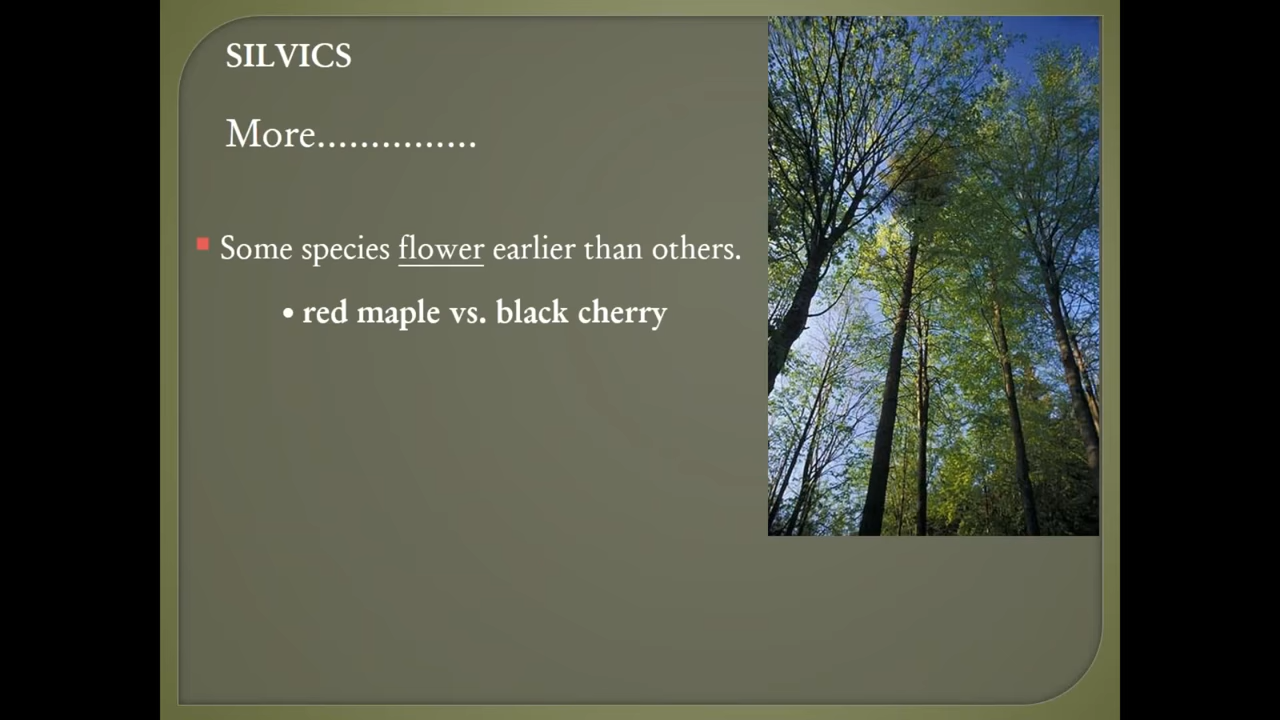 SILVICS
More...............
Some species flower earlier than others.
• red maple vs. black cherry